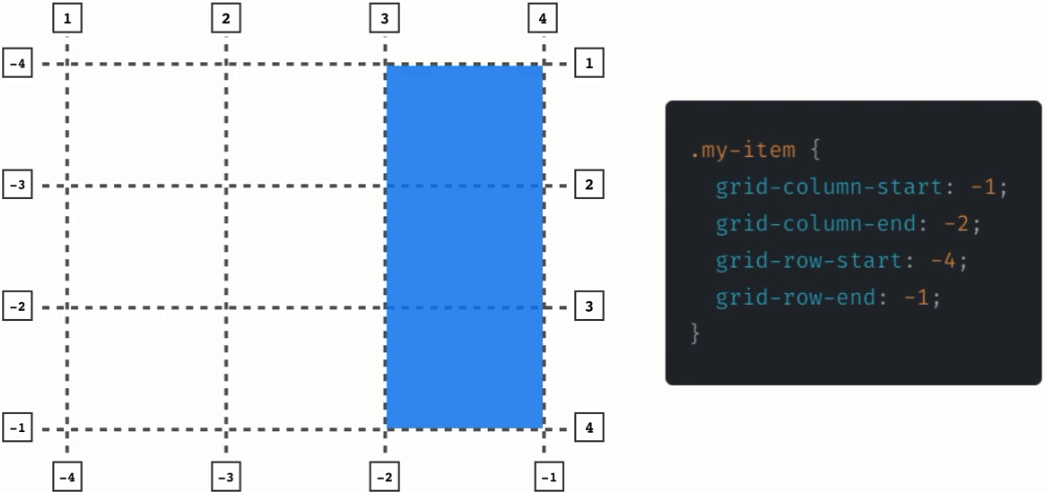 1 2 3 4
-4 1
-3 2
-2 3
-1 4
-4 -3 -2 -1
.my-item {
grid-column-start: -1;
grid-column-end: -2;
grid-row-start: -4;
grid-row-end: -1;
}